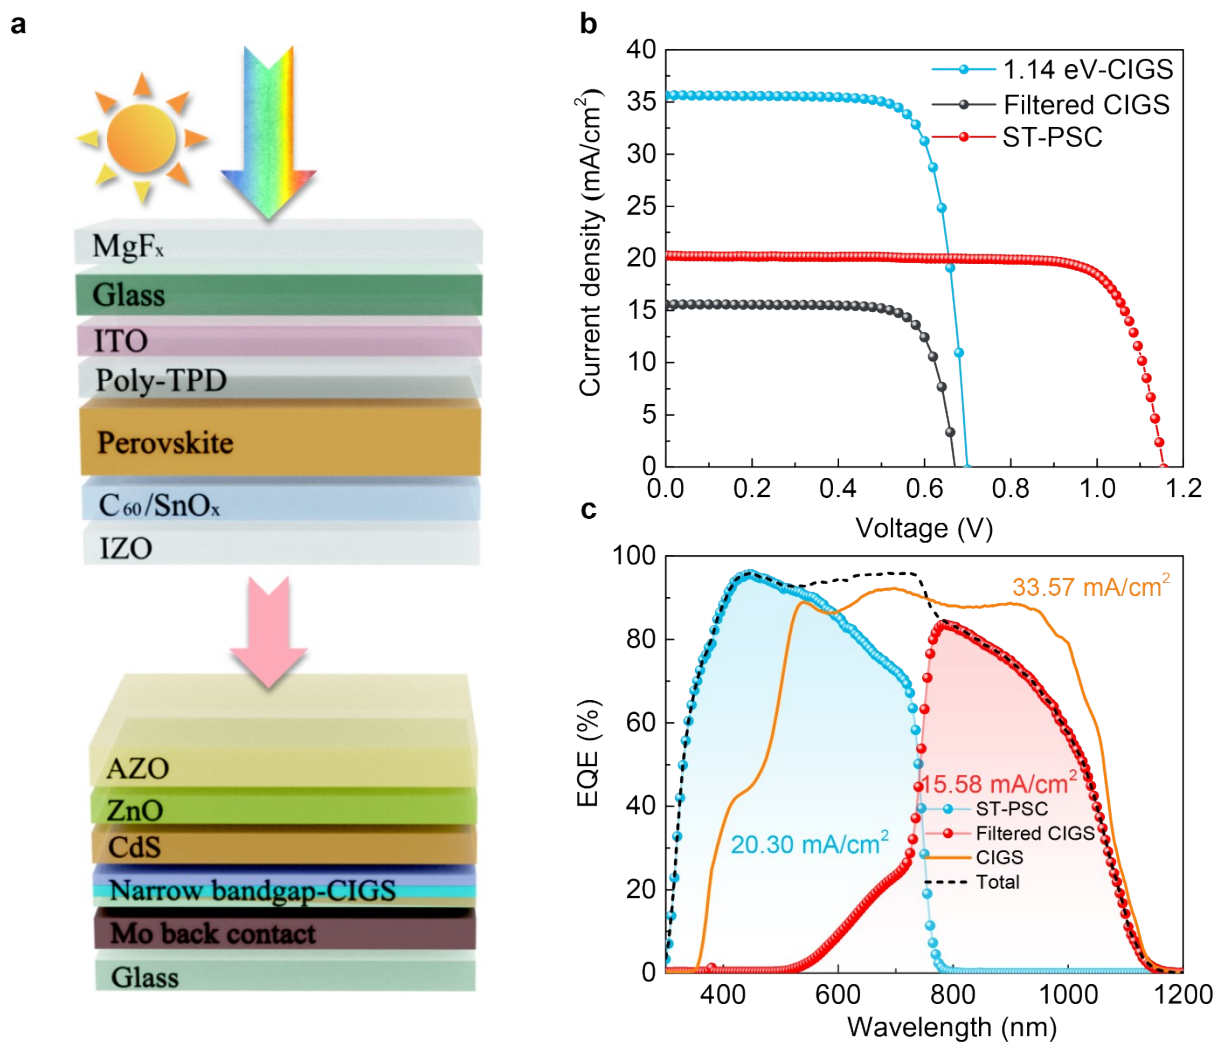 a
MgFₓ
Glass
ITO
Poly-TPD
Perovskite
C₆₀/SnOₓ
IZO
AZO
ZnO
CdS
Narrow bandgap-CIGS
Mo back contact
Glass
b
40
35
30
25
20
15
10
5
0
Current density (mA/cm²)
1.14 eV-CIGS
Filtered CIGS
ST-PSC
0.0 0.2 0.4 0.6 0.8 1.0 1.2
Voltage (V)
c
100
80
60
40
20
0
EQE (%)
33.57 mA/cm²
15.58 mA/cm²
20.30 mA/cm²
ST-PSC
Filtered CIGS
CIGS
Total
400 600 800 1000 1200
Wavelength (nm)